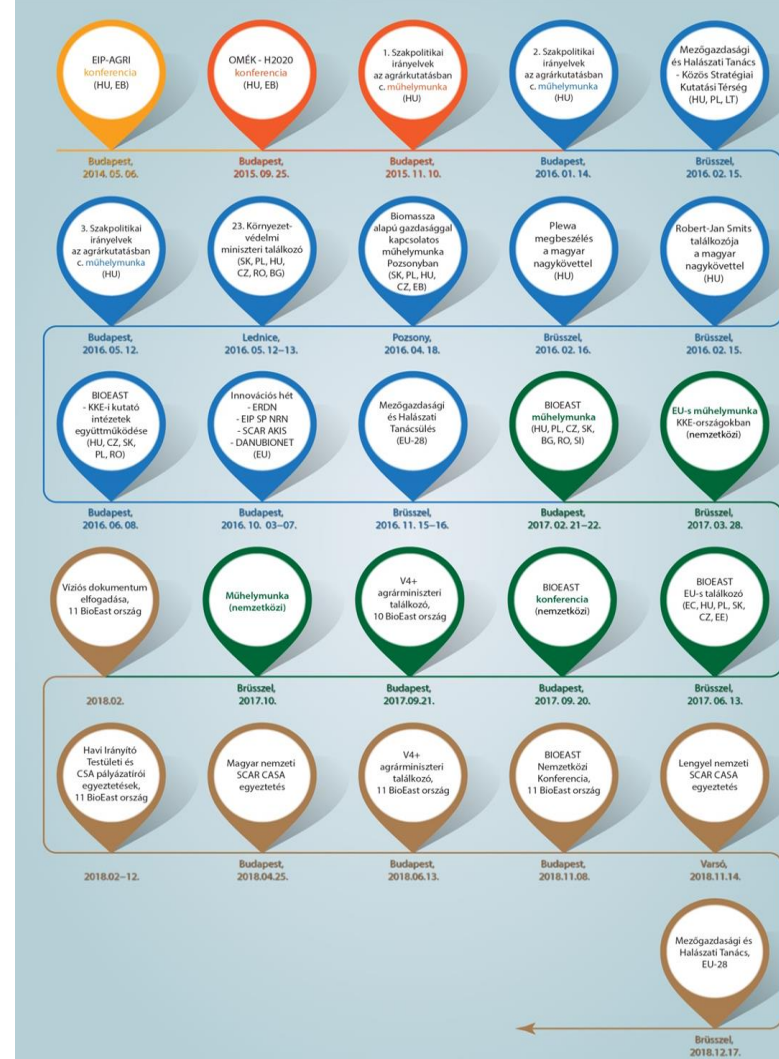 EIP-AGRI
konferencia
(HU, EB)
Budapest,
2014. 05. 06.
OMÉK - H2020
konferencia
(HU, EB)
Budapest,
2015. 09. 25.
1. Szakpolitikai
irányelvek
az agrárkutatásban
c. műhelymunka
(HU)
Budapest,
2015. 11. 10.
2. Szakpolitikai
irányelvek
az agrárkutatásban
c. műhelymunka
(HU)
Budapest,
2016. 01. 14.
Mezőgazdasági
és Halászati Tanács
- Közös Stratégiai
Kutatási Térség
(HU, PL, LT)
Brüsszel,
2016. 02. 15.
3. Szakpolitikai
irányelvek
az agrárkutatásban
c. műhelymunka
(HU)
Budapest,
2016. 05. 12.
23. Környezet-
védelmi
miniszteri találkozó
(SK, PL, HU,
CZ, RO, BG)
Lednice,
2016. 05. 12–13.
Biomassza
alapú gazdasággal
kapcsolatos
műhelymunka
Pozsonyban
(SK, PL, HU,
CZ, EB)
Pozsony,
2016. 04. 18.
Plewa
megbeszélés
a magyar
nagykövettel
(HU)
Brüsszel,
2016. 02. 16.
Robert-Jan Smits
találkozója
a magyar
nagykövettel
(HU)
Brüsszel,
2016. 02. 15.
BIOEAST
- KKE-i kutató
intézetek
együttműködése
(HU, CZ, SK,
PL, RO)
Budapest,
2016. 06. 08.
Innovációs hét
- ERDN
- EIP SP NRN
- SCAR AKIS
- DANUBIONET
(EU)
Budapest,
2016. 10. 03–07.
Mezőgazdasági
és Halászati
Tanácsülés
(EU-28)
Brüsszel,
2016. 11. 15–16.
BIOEAST
műhelymunka
(HU, PL, CZ, SK,
BG, RO, SI)
Budapest,
2017. 02. 21–22.
EU-s műhelymunka
KKE-országokban
(nemzetközi)
Brüsszel,
2017. 03. 28.
Víziós dokumentum
elfogadása,
11 BioEast ország
2018.02.
Műhelymunka
(nemzetközi)
Brüsszel,
2017.10.
V4+
agrárminiszteri
találkozó,
10 BioEast ország
Budapest,
2017.09.21.
BIOEAST
konferencia
(nemzetközi)
Budapest,
2017. 09. 20.
BIOEAST
EU-s találkozó
(EC, HU, PL, SK,
CZ, EE)
Brüsszel,
2017. 06. 13.
Havi Irányító
Testületi és
CSA pályázatírói
egyeztetések,
11 BioEast ország
2018.02–12.
Magyar nemzeti
SCAR CASA
egyeztetés
Budapest,
2018.04.25.
V4+
agrárminiszteri
találkozó,
11 BioEast ország
Budapest,
2018.06.13.
BIOEAST
Nemzetközi
Konferencia,
11 BioEast ország
Budapest,
2018.11.08.
Lengyel nemzeti
SCAR CASA
egyeztetés
Varsó,
2018.11.14.
Mezőgazdasági és
Halászati Tanács,
EU-28
Brüsszel,
2018.12.17.